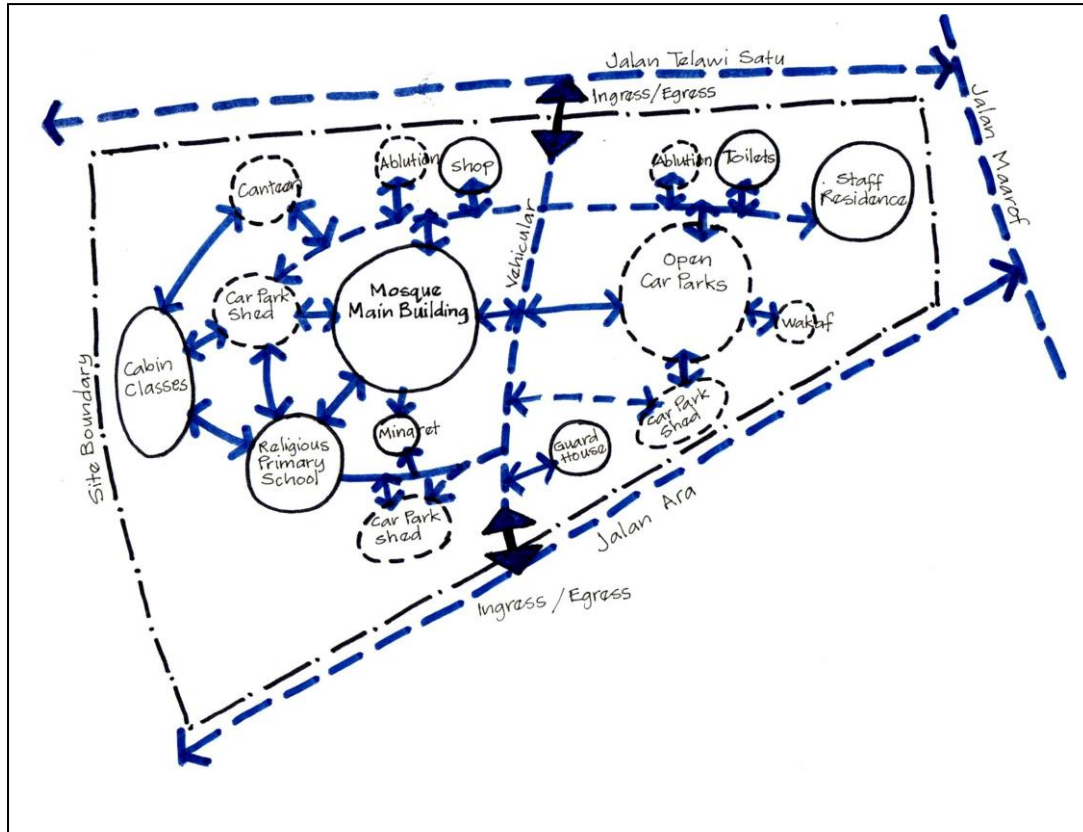 Jalan Telawi Satu
Ingress/Egress
Jalan Maarof
Ablution
Shop
Ablution
Toilets
Canteen
Staff
Residence
Vehicular
Open
Car Parks
Car Park
Shed
Mosque
Main Building
Wakaf
Cabin
Classes
Site Boundary
Minaret
Car Park
Shed
Religious
Primary
School
Guard
House
Car Park
Shed
Jalan Ara
Ingress / Egress